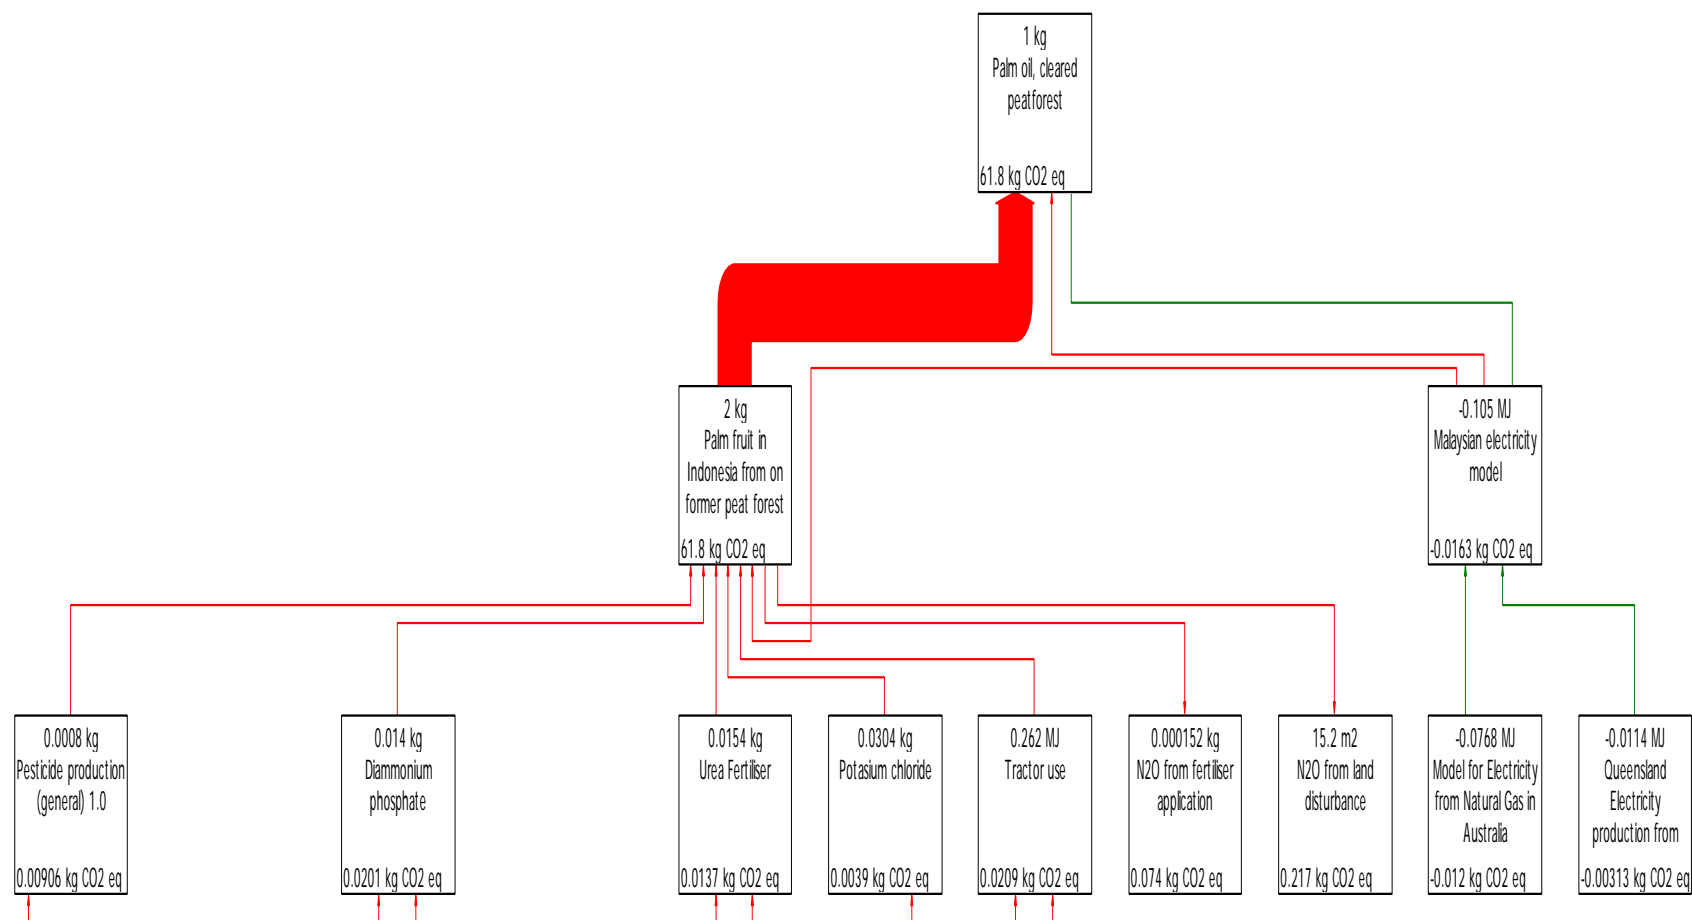 1 kg
Palm oil, cleared
peatforest
61.8 kg CO2 eq
2 kg
Palm fruit in
Indonesia from on
former peat forest
61.8 kg CO2 eq
-0.105 MJ
Malaysian electricity
model
-0.0163 kg CO2 eq
0.0008 kg
Pesticide production
(general) 1.0
0.00906 kg CO2 eq
0.014 kg
Diammonium
phosphate
0.0201 kg CO2 eq
0.0154 kg
Urea Fertiliser
0.0137 kg CO2 eq
0.0304 kg
Potasium chloride
0.0039 kg CO2 eq
0.262 MJ
Tractor use
0.0209 kg CO2 eq
0.000152 kg
N2O from fertiliser
application
0.074 kg CO2 eq
15.2 m2
N2O from land
disturbance
0.217 kg CO2 eq
-0.0768 MJ
Model for Electricity
from Natural Gas in
Australia
-0.012 kg CO2 eq
-0.0114 MJ
Queensland
Electricity
production from
-0.00313 kg CO2 eq